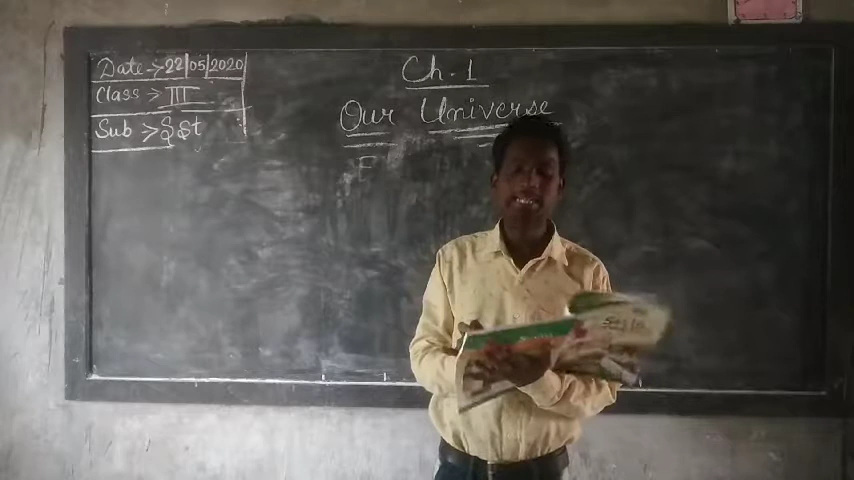 Date → 22/05/2020
Class > III
Sub > S.St
Ch. 1
Our Universe